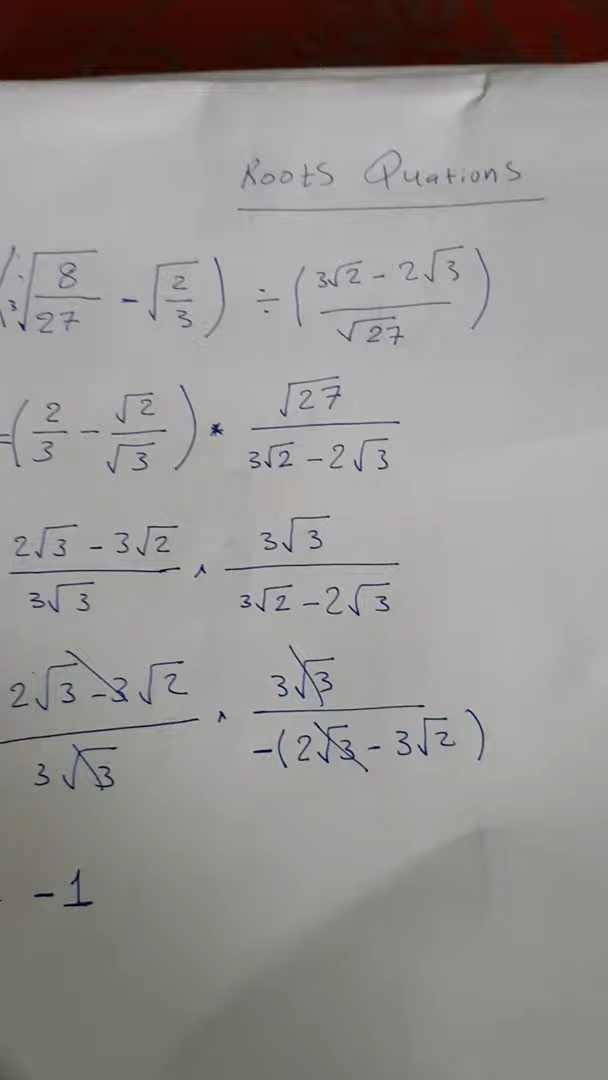 Roots Quations
(∛(8/27) - √(2/3)) ÷ ((3√2 - 2√3)/√27)
=(2/3 - √2/√3) * √27/(3√2 - 2√3)
(2√3 - 3√2)/(3√3) · (3√3)/(3√2 - 2√3)
(2√3 - 3√2)/(3√3) · (3√3)/(-(2√3 - 3√2))
-1